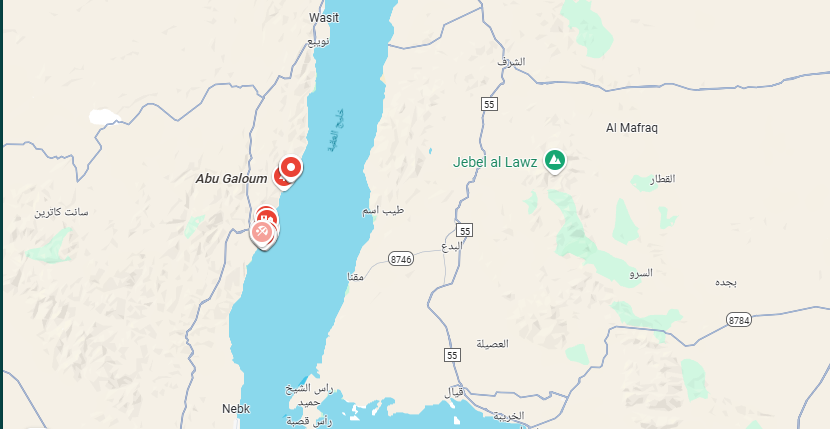 Wasit
نويبع
الشرف
55
خليج العقبة
Al Mafraq
Jebel al Lawz
Abu Galoum
القطار
سانت كاترين
طيب اسم
55
البدع
8746
السرو
مقنا
بجده
8784
العصيلة
55
راس الشيخ
حميد
قيال
Nebk
الخريبة
رأس قصبة